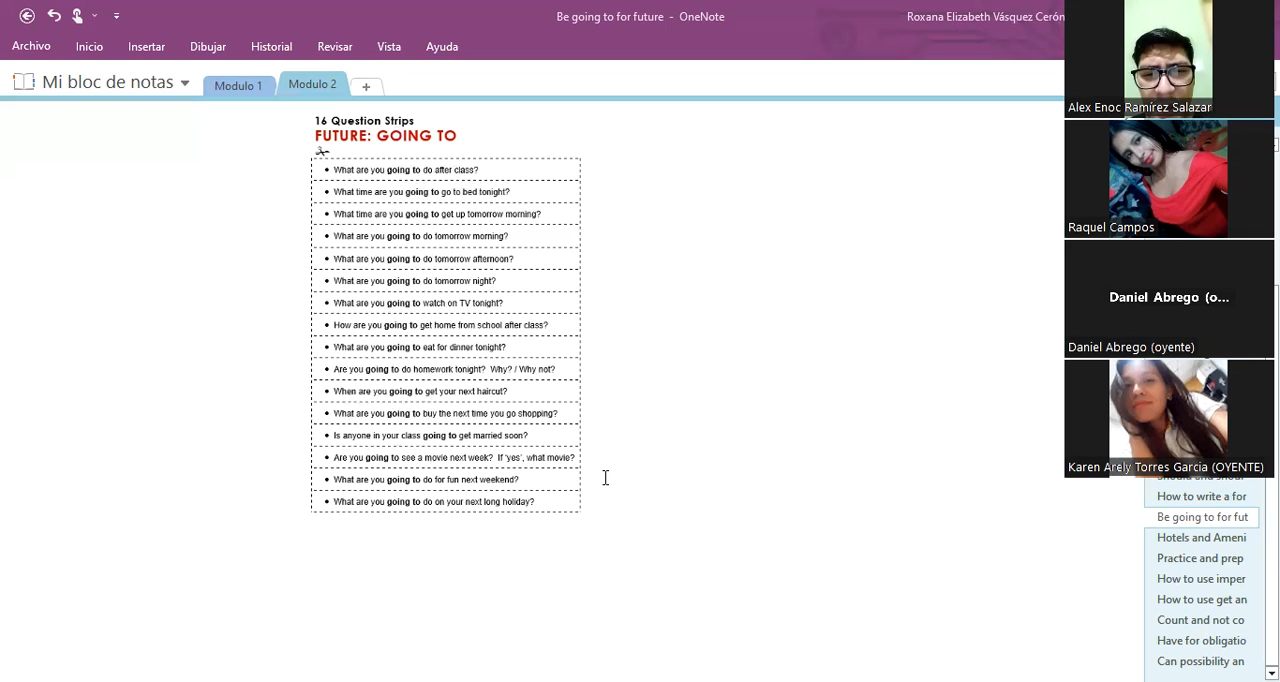 Be going to for future - OneNote
Roxana Elizabeth Vásquez Cerón
Archivo
Inicio
Insertar
Dibujar
Historial
Revisar
Vista
Ayuda
Mi bloc de notas
Modulo 1
Modulo 2
+
16 Question Strips
FUTURE: GOING TO
• What are you going to do after class?
• What time are you going to go to bed tonight?
• What time are you going to get up tomorrow morning?
• What are you going to do tomorrow morning?
• What are you going to do tomorrow afternoon?
• What are you going to do tomorrow night?
• What are you going to watch on TV tonight?
• How are you going to get home from school after class?
• What are you going to eat for dinner tonight?
• Are you going to do homework tonight? Why? / Why not?
• When are you going to get your next haircut?
• What are you going to buy the next time you go shopping?
• Is anyone in your class going to get married soon?
• Are you going to see a movie next week? If 'yes', what movie?
• What are you going to do for fun next weekend?
• What are you going to do on your next long holiday?
Alex Enoc Ramírez Salazar
Raquel Campos
Daniel Abrego (o...
Daniel Abrego (oyente)
Karen Arely Torres Garcia (OYENTE)
How to write a for
Be going to for fut
Hotels and Ameni
Practice and prep
How to use imper
How to use get an
Count and not co
Have for obligatio
Can possibility an